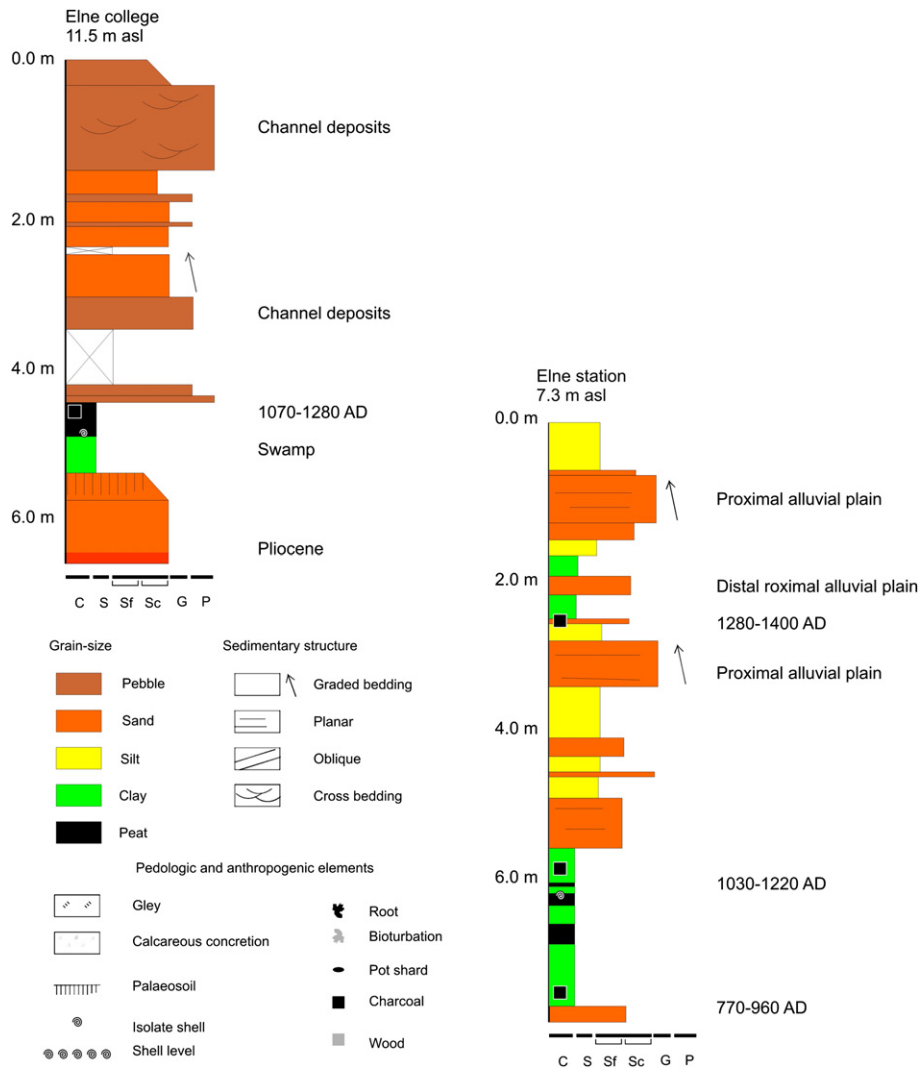 Elne college
11.5 m asl
0.0 m
Channel deposits
2.0 m
Channel deposits
4.0 m
1070-1280 AD
Swamp
6.0 m
Pliocene
C S Sf Sc G P
Elne station
7.3 m asl
0.0 m
Proximal alluvial plain
2.0 m
Distal roximal alluvial plain
1280-1400 AD
Proximal alluvial plain
4.0 m
6.0 m
1030-1220 AD
770-960 AD
C S Sf Sc G P
Grain-size
Pebble
Sand
Silt
Clay
Peat
Sedimentary structure
Graded bedding
Planar
Oblique
Cross bedding
Pedologic and anthropogenic elements
Gley
Calcareous concretion
Palaeosoil
Isolate shell
Shell level
Root
Bioturbation
Pot shard
Charcoal
Wood